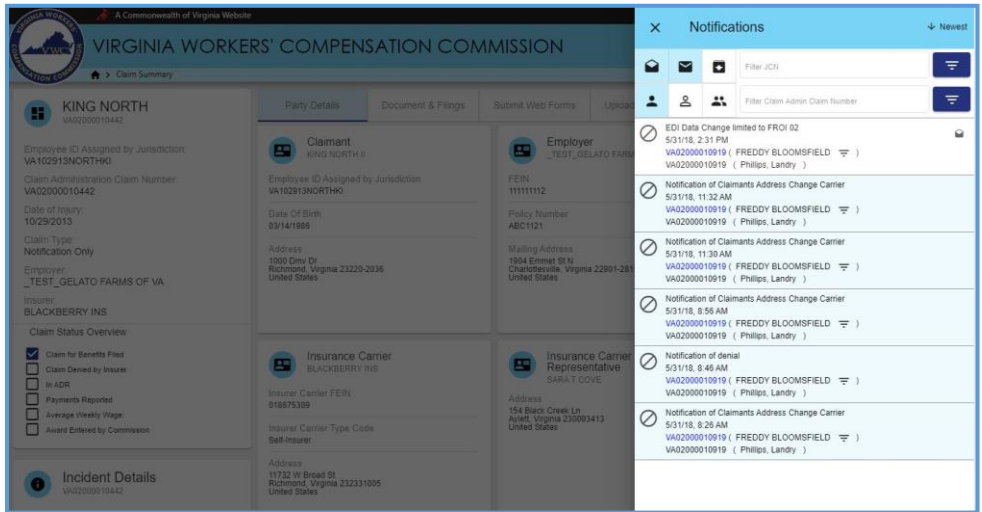 A Commonwealth of Virginia Website
VIRGINIA WORKERS' COMPENSATION COMMISSION
VWC
> Claim Summary
KING NORTH
VA02000010442
Employee ID Assigned by Jurisdiction:
VA102913NORTHKI
Claim Administration Claim Number:
VA02000010442
Date of Injury:
10/29/2013
Claim Type:
Notification Only
Employer:
_TEST_GELATO FARMS OF VA
Insurer:
BLACKBERRY INS
Claim Status Overview
Claim for Benefits Filed
Claim Denied by Insurer
In ADR
Payments Reported
Average Weekly Wage
Award Entered by Commission
Incident Details
VA02000010442
Party Details
Document & Filings
Submit Web Forms
Upload
Claimant
KING NORTH II
Employee ID Assigned by Jurisdiction
VA102913NORTHKI
Date Of Birth
03/14/1986
Address
1000 Dmv Dr
Richmond, Virginia 23220-2036
United States
Employer
_TEST_GELATO FARM
FEIN
111111112
Policy Number
ABC1121
Mailing Address
1904 Emmet St N
Charlottesville, Virginia 22901-281
United States
Insurance Carrier
BLACKBERRY INS
Insurer Carrier FEIN
018675309
Insurer Carrier Type Code
Self-Insurer
Address
11732 W Broad St
Richmond, Virginia 232331005
United States
Insurance Carrier
Representative
SARA T COVE
Address
154 Black Creek Ln
Aylett, Virginia 230093413
United States
Notifications
Newest
Filter JCN
Filter Claim Admin Claim Number
EDI Data Change limited to FROI 02
5/31/18, 2:31 PM
VA02000010919 ( FREDDY BLOOMSFIELD )
VA02000010919 ( Phillips, Landry )
Notification of Claimants Address Change Carrier
5/31/18, 11:32 AM
VA02000010919 ( FREDDY BLOOMSFIELD )
VA02000010919 ( Phillips, Landry )
Notification of Claimants Address Change Carrier
5/31/18, 11:30 AM
VA02000010919 ( FREDDY BLOOMSFIELD )
VA02000010919 ( Phillips, Landry )
Notification of Claimants Address Change Carrier
5/31/18, 8:56 AM
VA02000010919 ( FREDDY BLOOMSFIELD )
VA02000010919 ( Phillips, Landry )
Notification of denial
5/31/18, 8:46 AM
VA02000010919 ( FREDDY BLOOMSFIELD )
VA02000010919 ( Phillips, Landry )
Notification of Claimants Address Change Carrier
5/31/18, 8:26 AM
VA02000010919 ( FREDDY BLOOMSFIELD )
VA02000010919 ( Phillips, Landry )